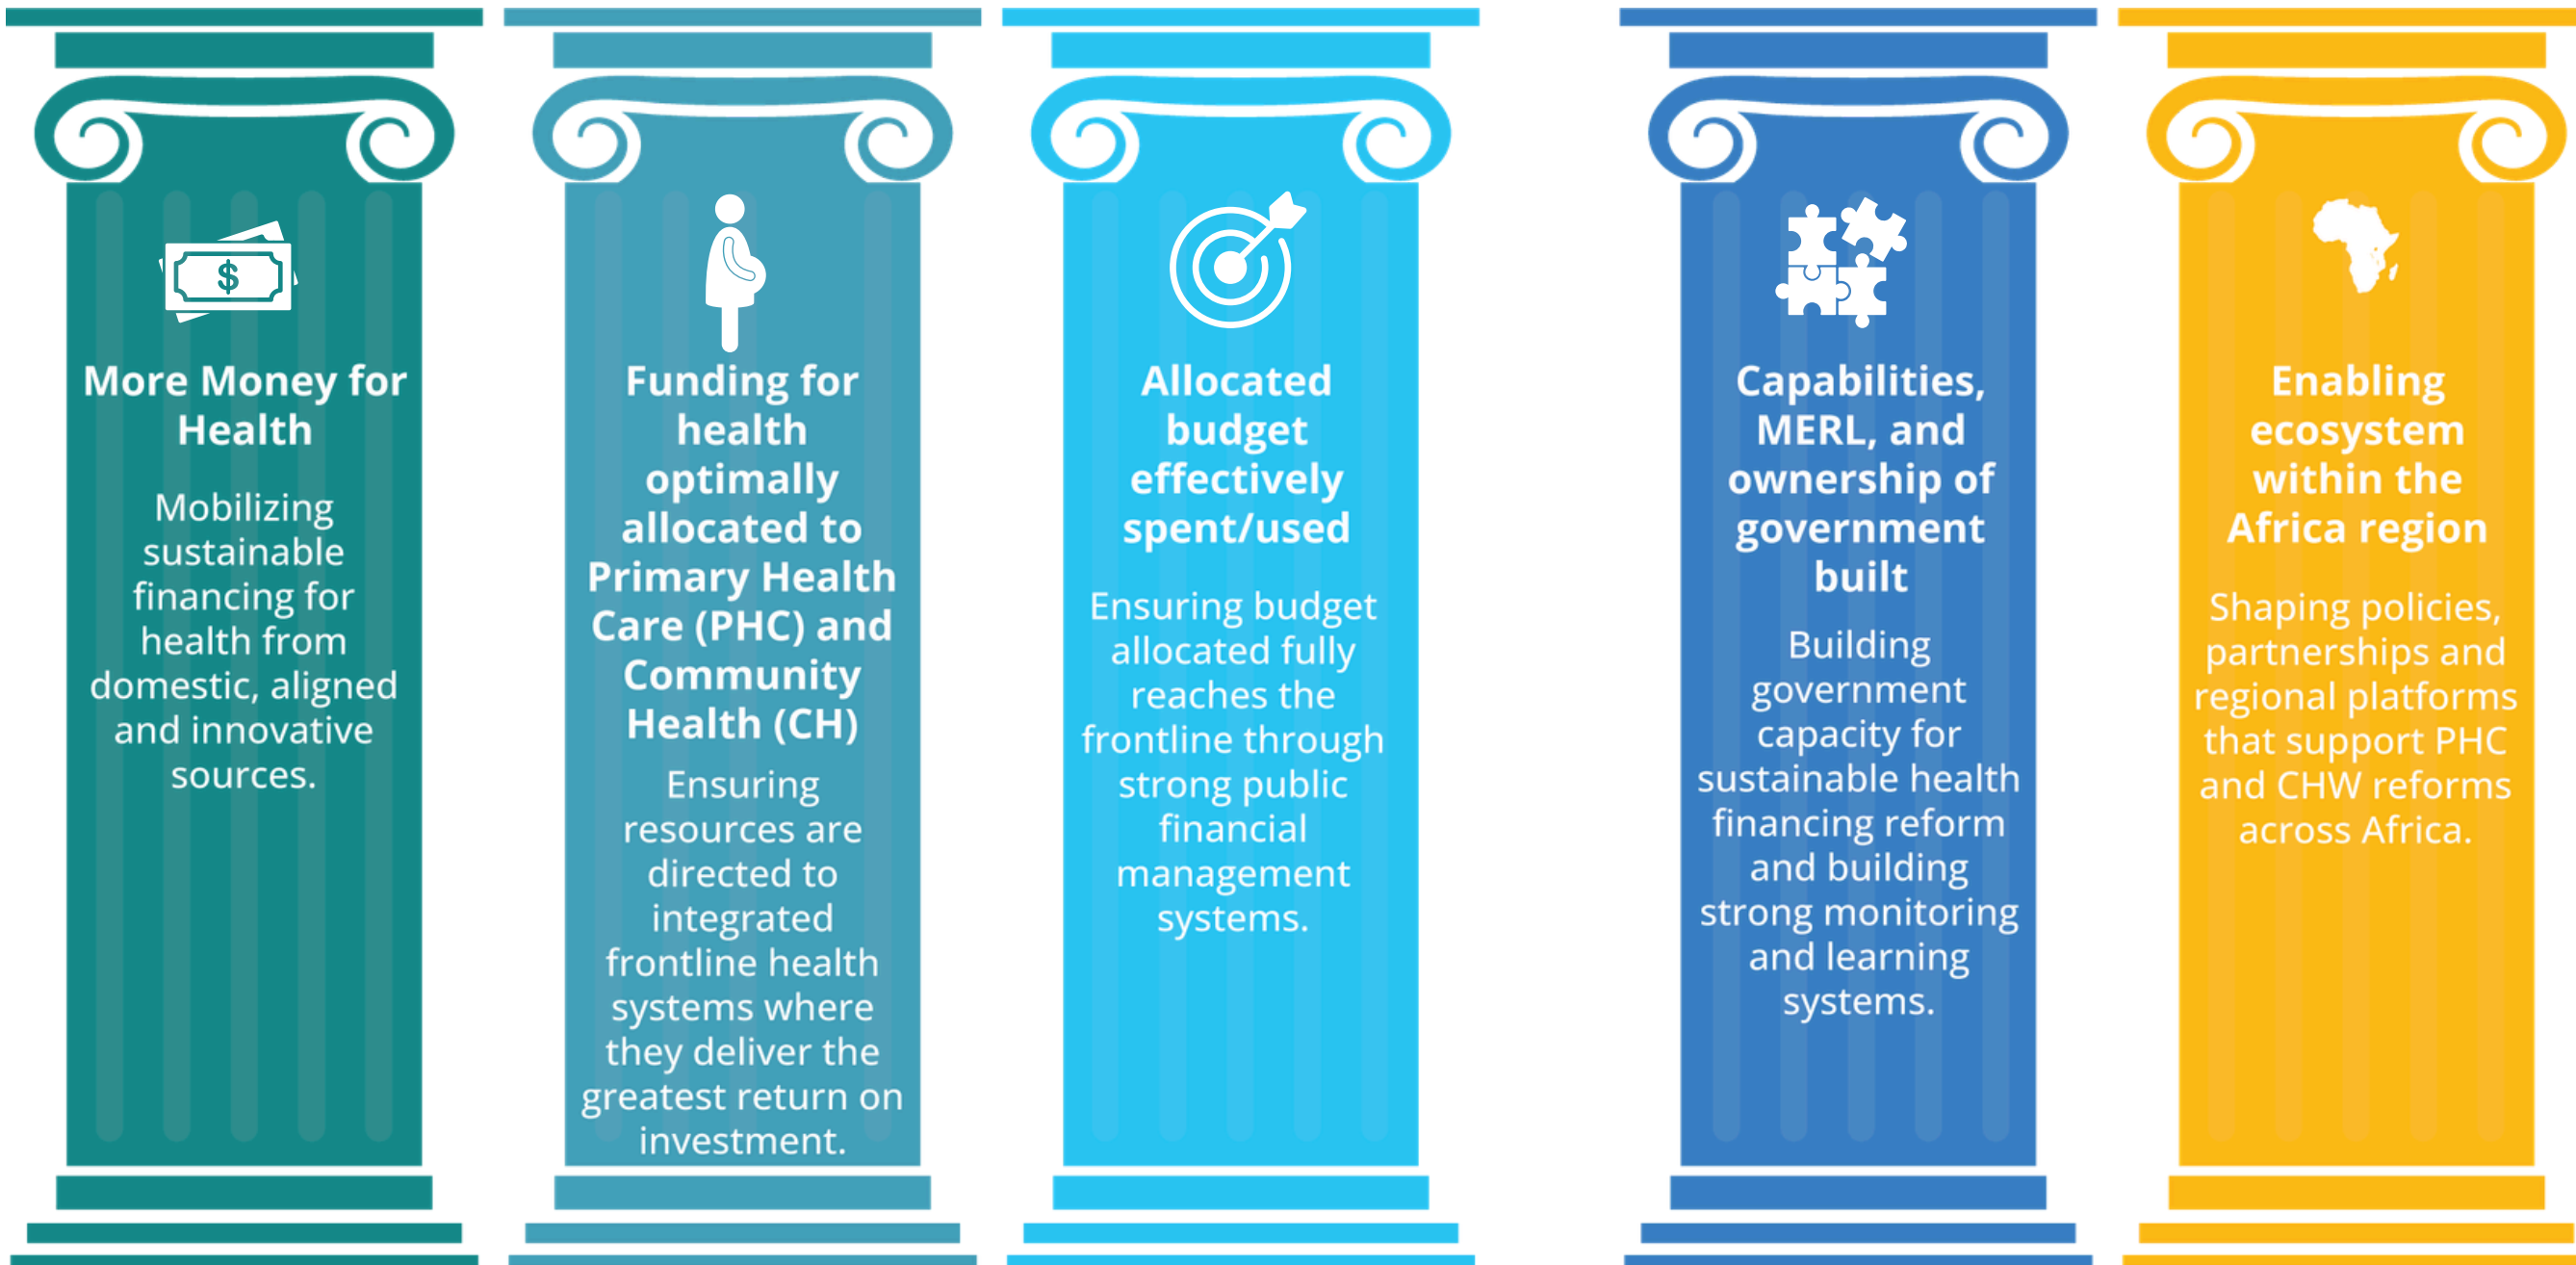 $
More Money for
Health
Mobilizing
sustainable
financing for
health from
domestic, aligned
and innovative
sources.
Funding for
health
optimally
allocated to
Primary Health
Care (PHC) and
Community
Health (CH)
Ensuring
resources are
directed to
integrated
frontline health
systems where
they deliver the
greatest return on
investment.
Allocated
budget
effectively
spent/used
Ensuring budget
allocated fully
reaches the
frontline through
strong public
financial
management
systems.
Capabilities,
MERL, and
ownership of
government
built
Building
government
capacity for
sustainable health
financing reform
and building
strong monitoring
and learning
systems.
Enabling
ecosystem
within the
Africa region
Shaping policies,
partnerships and
regional platforms
that support PHC
and CHW reforms
across Africa.